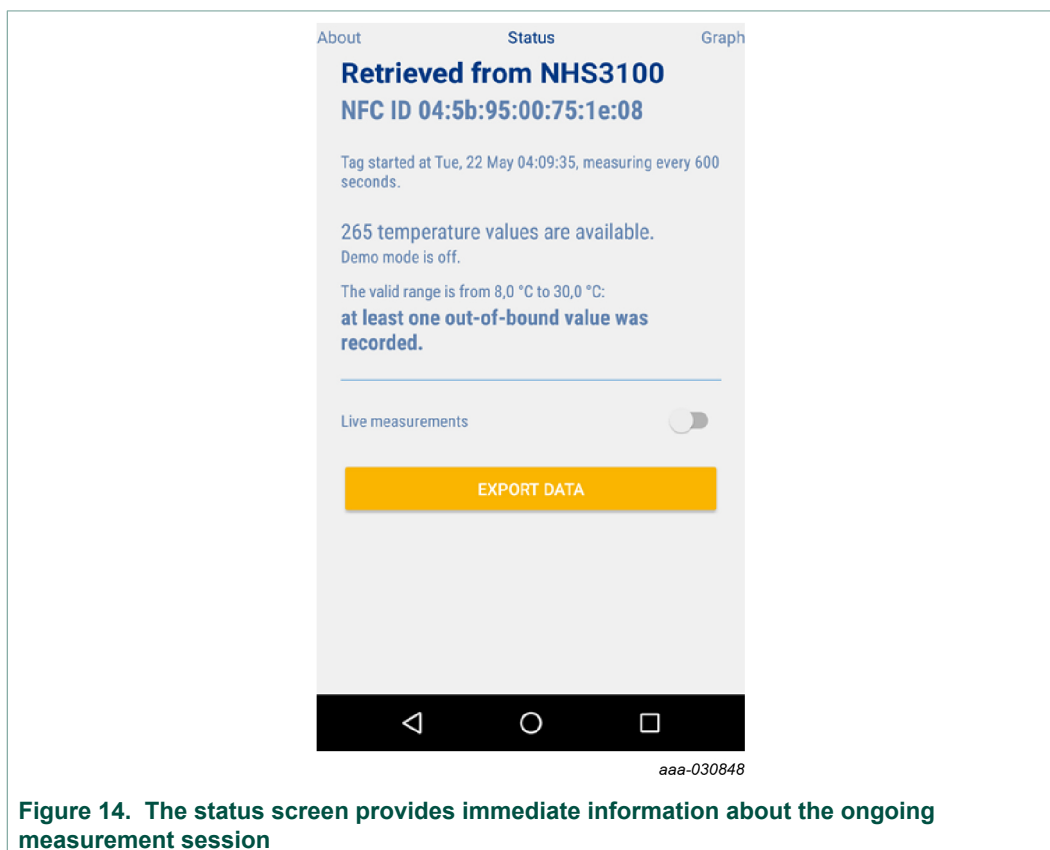 About Status Graph
Retrieved from NHS3100
NFC ID 04:5b:95:00:75:1e:08
Tag started at Tue, 22 May 04:09:35, measuring every 600
seconds.
265 temperature values are available.
Demo mode is off.
The valid range is from 8,0 °C to 30,0 °C:
at least one out-of-bound value was
recorded.
Live measurements
EXPORT DATA
aaa-030848
Figure 14. The status screen provides immediate information about the ongoing
measurement session